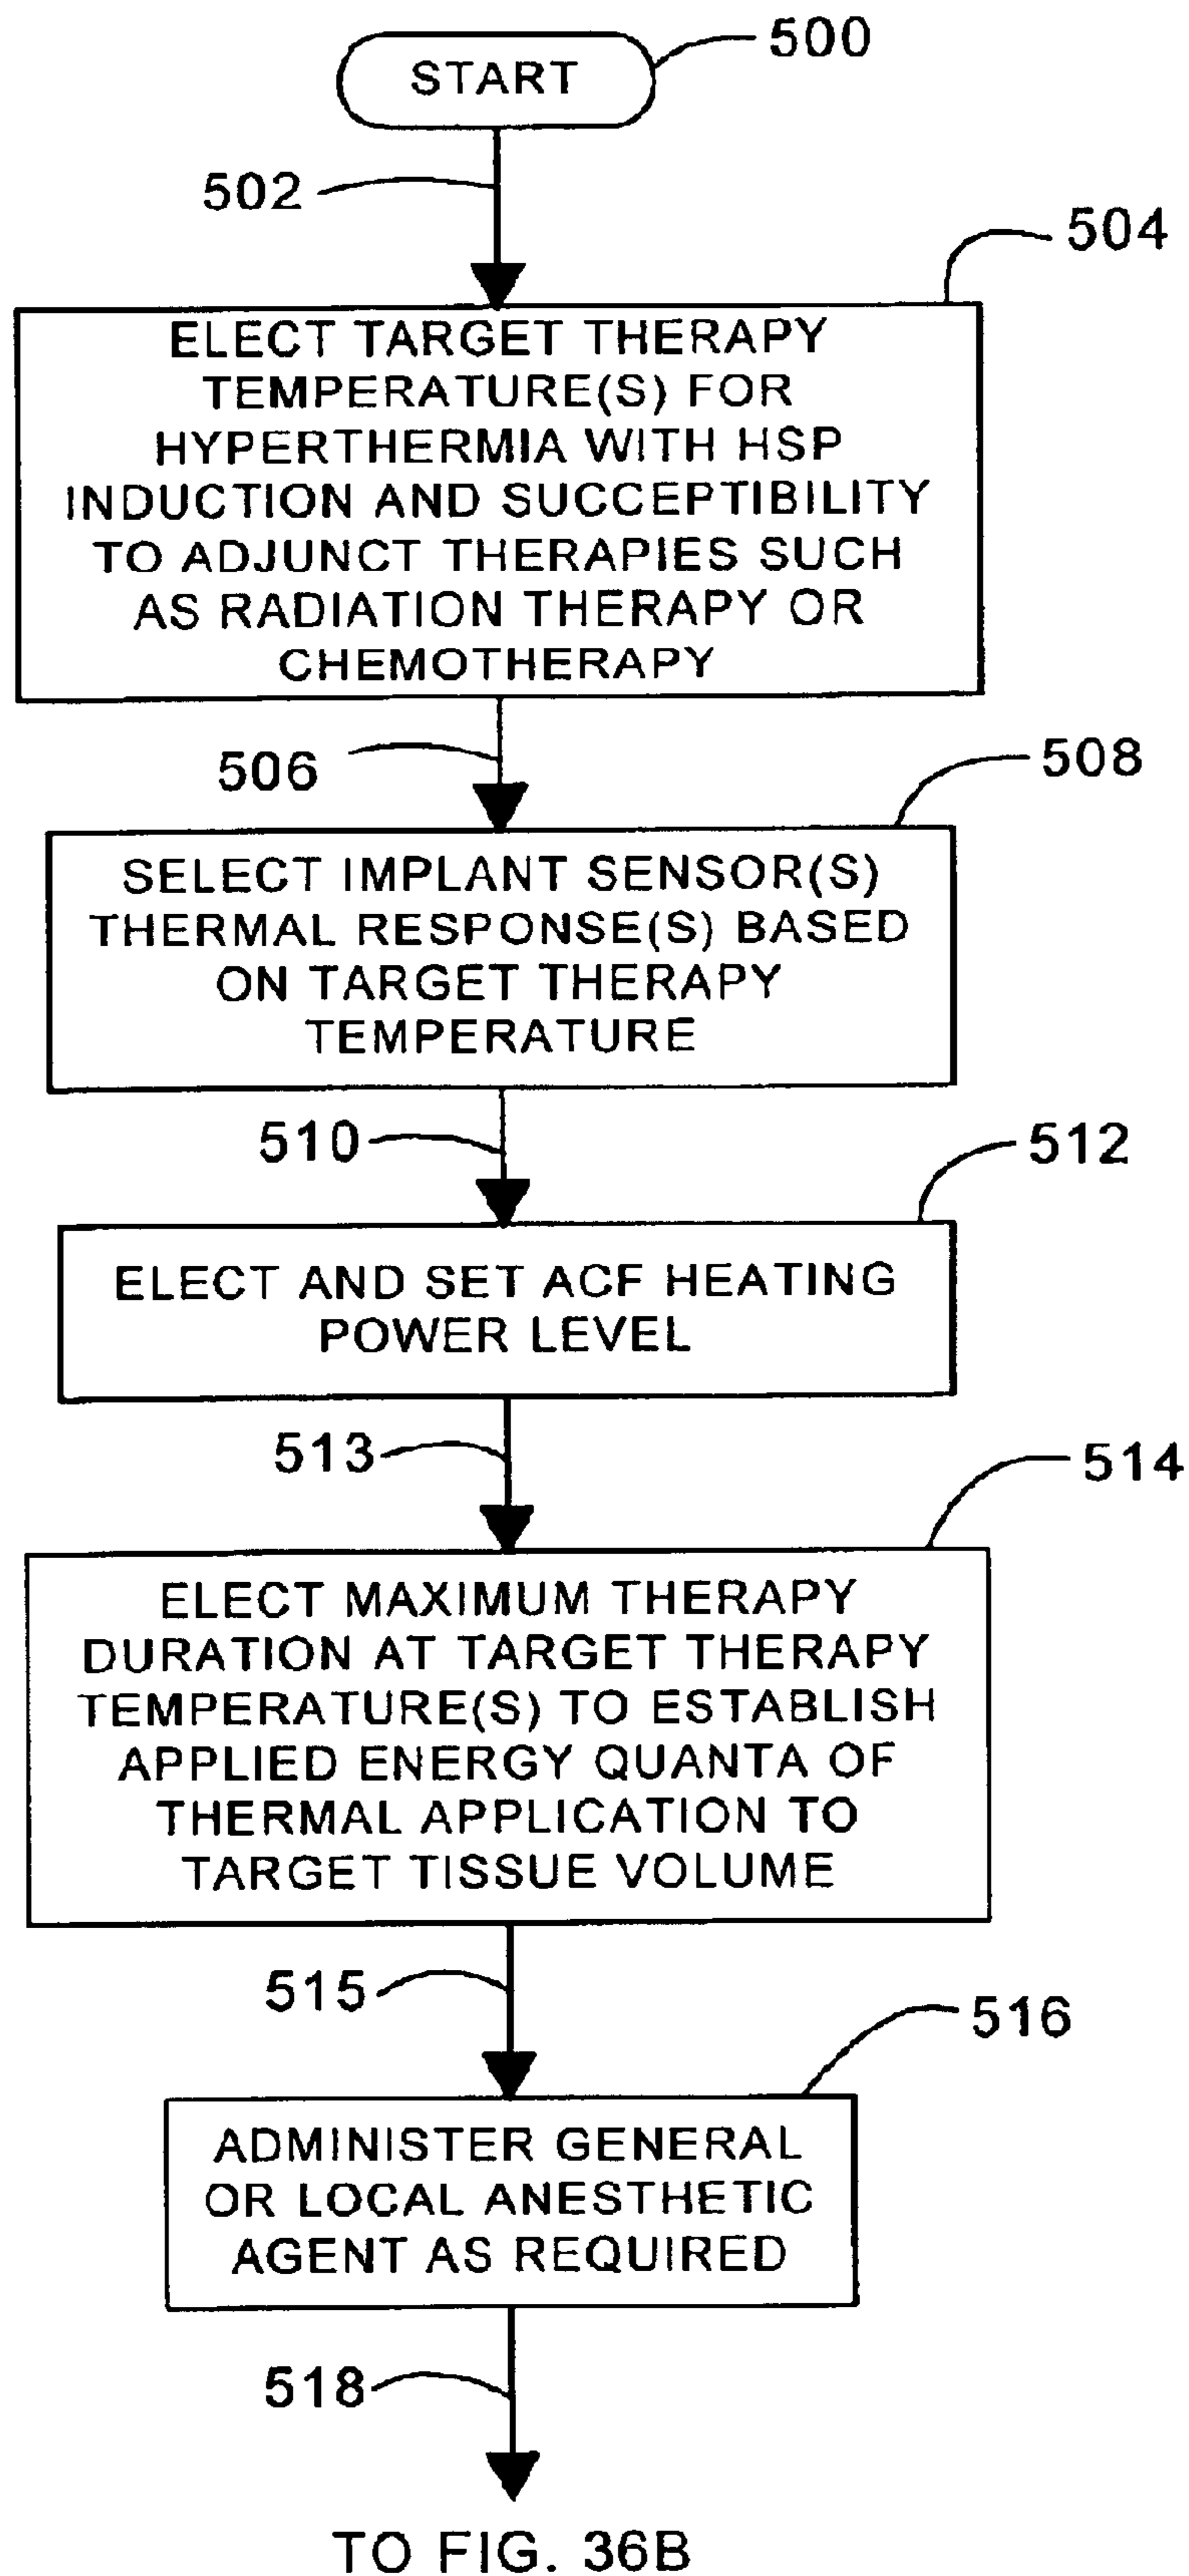 START
500
502
504
ELECT TARGET THERAPY
TEMPERATURE(S) FOR
HYPERTHERMIA WITH HSP
INDUCTION AND SUCCEPTIBILITY
TO ADJUNCT THERAPIES SUCH
AS RADIATION THERAPY OR
CHEMOTHERAPY
506
508
SELECT IMPLANT SENSOR(S)
THERMAL RESPONSE(S) BASED
ON TARGET THERAPY
TEMPERATURE
510
512
ELECT AND SET ACF HEATING
POWER LEVEL
513
514
ELECT MAXIMUM THERAPY
DURATION AT TARGET THERAPY
TEMPERATURE(S) TO ESTABLISH
APPLIED ENERGY QUANTA OF
THERMAL APPLICATION TO
TARGET TISSUE VOLUME
515
516
ADMINISTER GENERAL
OR LOCAL ANESTHETIC
AGENT AS REQUIRED
518
TO FIG. 36B